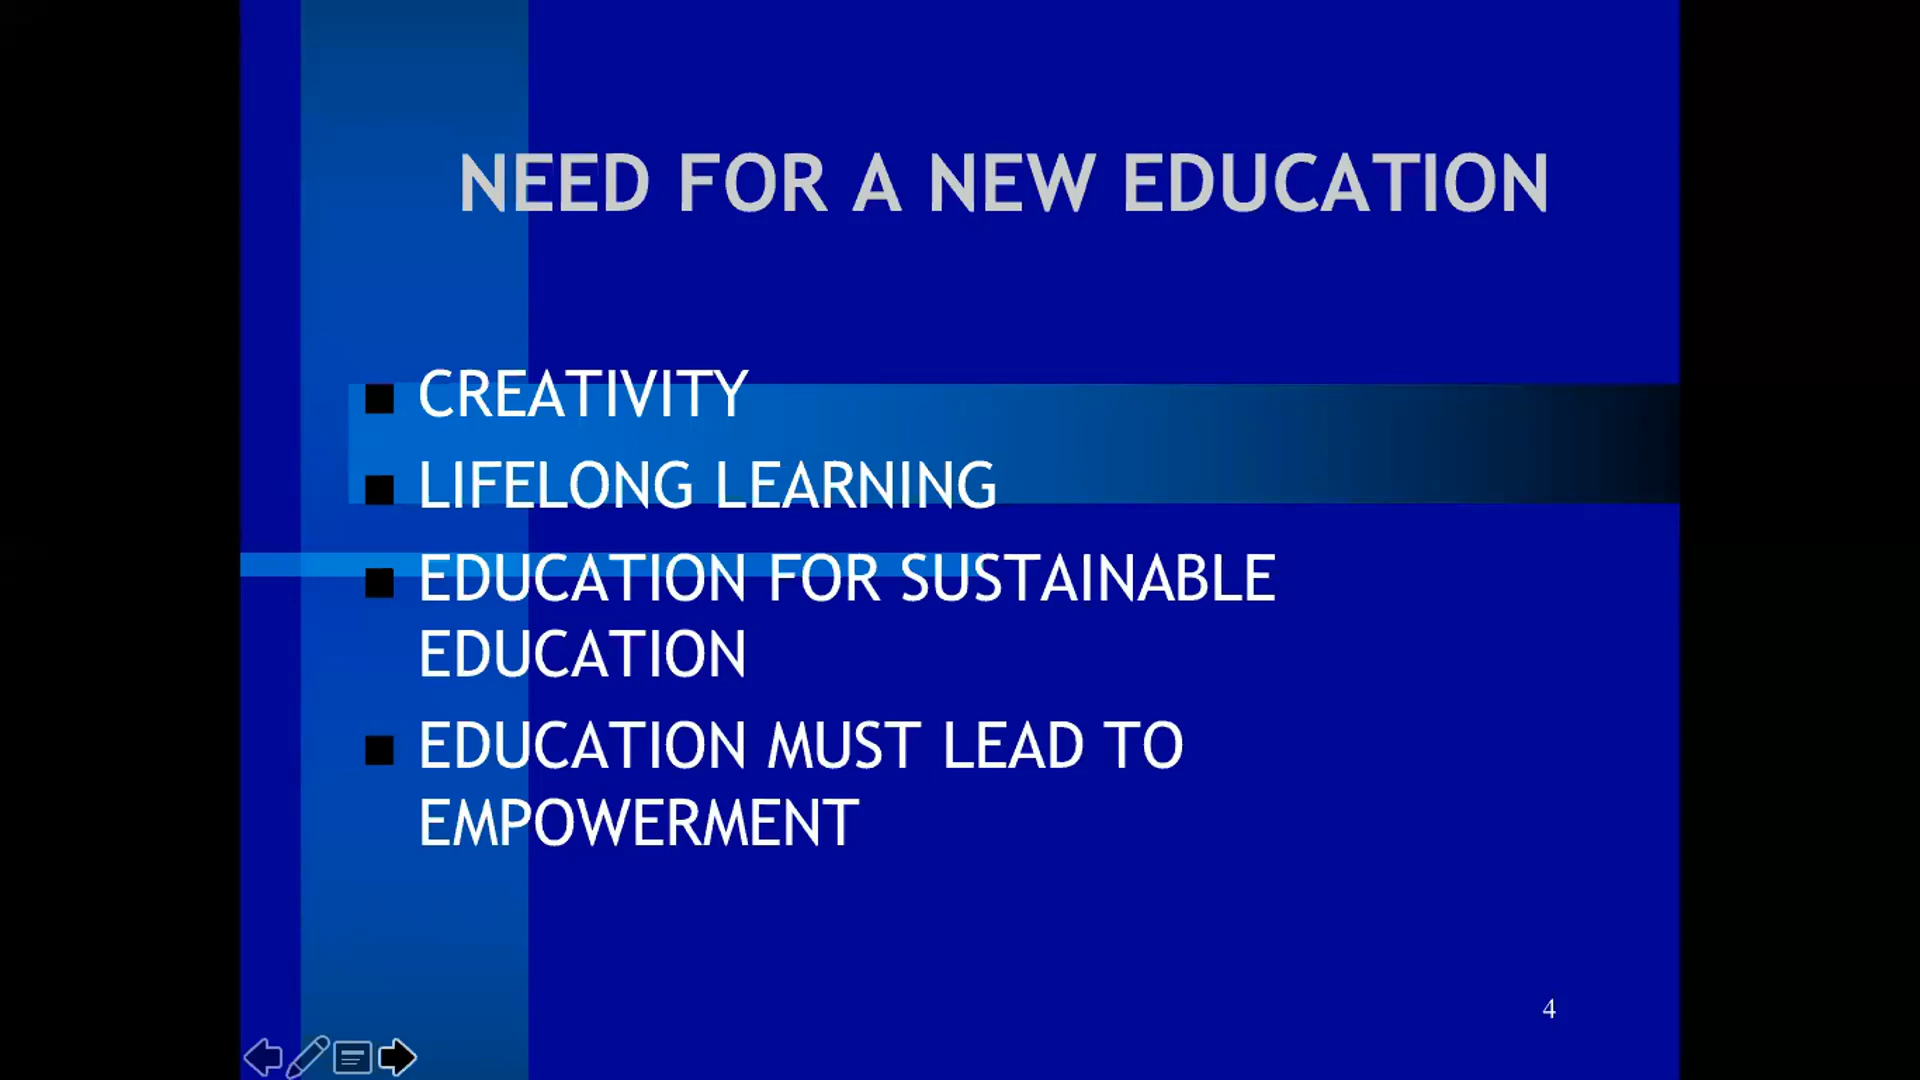 NEED FOR A NEW EDUCATION
CREATIVITY
LIFELONG LEARNING
EDUCATION FOR SUSTAINABLE
EDUCATION
EDUCATION MUST LEAD TO
EMPOWERMENT
4